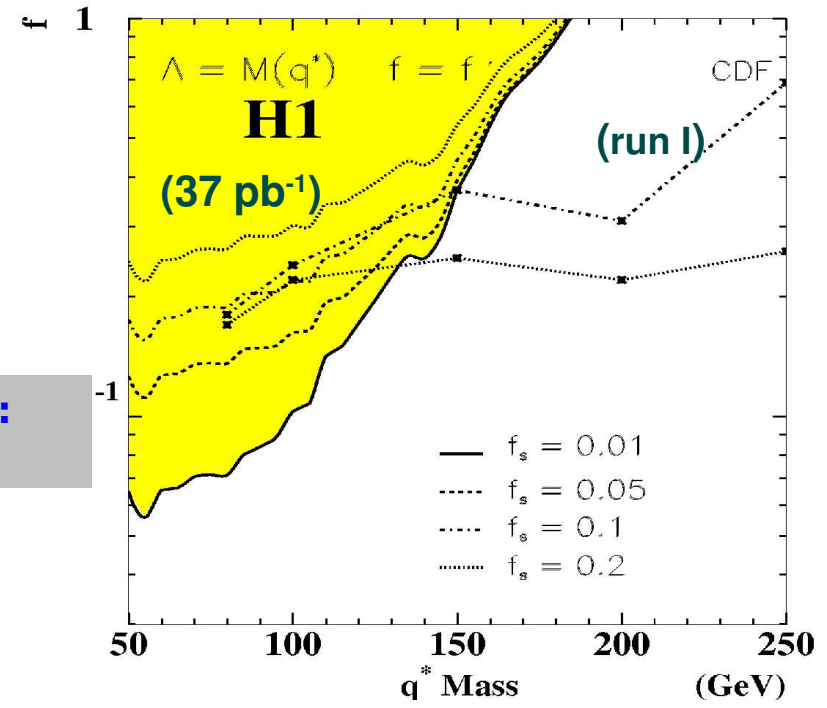 f 1
Λ = M(q*) f = f ' CDF
H1
(run I)
(37 pb-1)
-1
:
fs = 0.01
fs = 0.05
fs = 0.1
fs = 0.2
50 100 150 200 250
q* Mass (GeV)